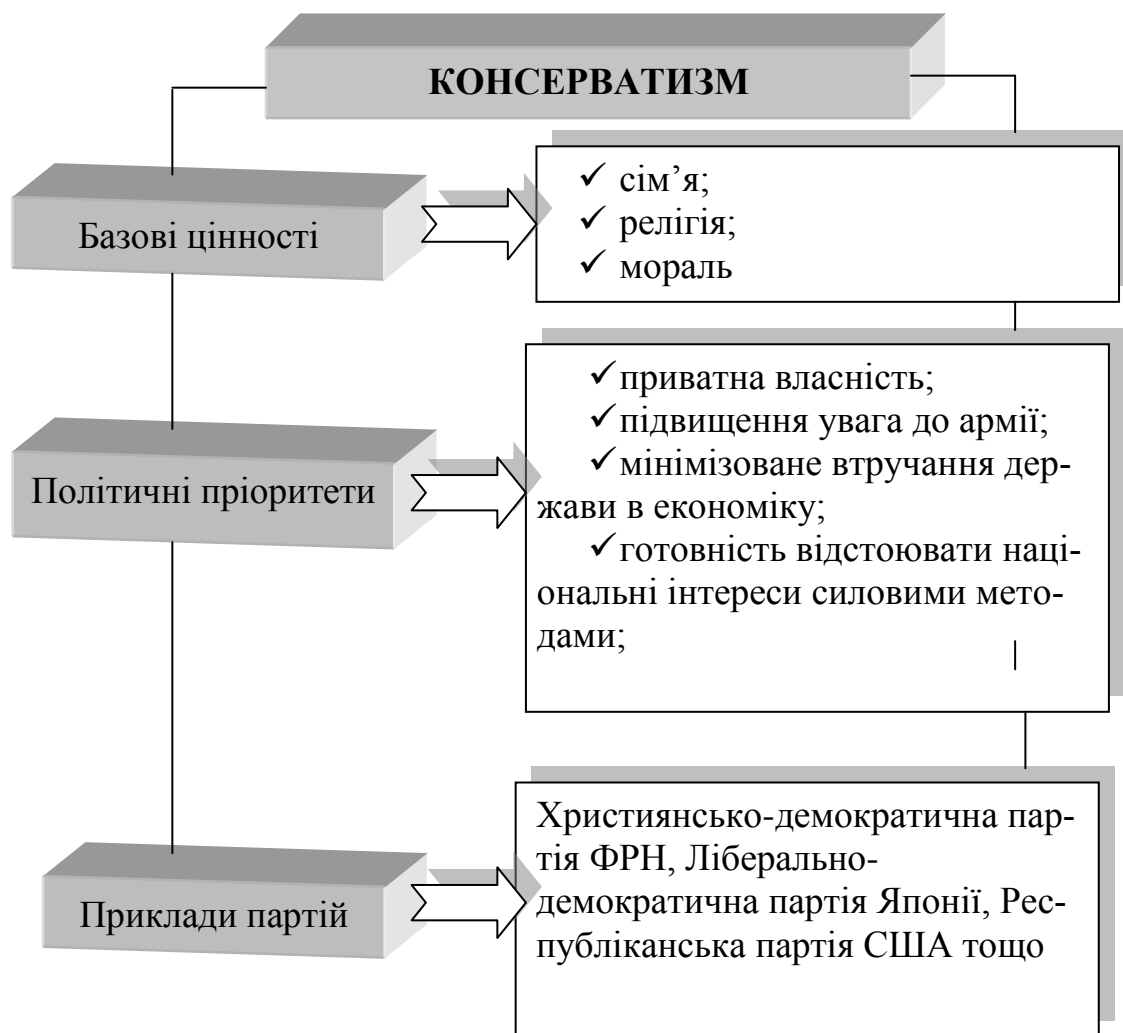 КОНСЕРВАТИЗМ
Базові цінності
✓ сім’я;
✓ релігія;
✓ мораль
Політичні пріоритети
✓приватна власність;
✓підвищення увага до армії;
✓мінімізоване втручання дер-
жави в економіку;
✓готовність відстоювати наці-
ональні інтереси силовими мето-
дами;
Приклади партій
Християнсько-демократична пар-
тія ФРН, Ліберально-
демократична партія Японії, Рес-
публіканська партія США тощо